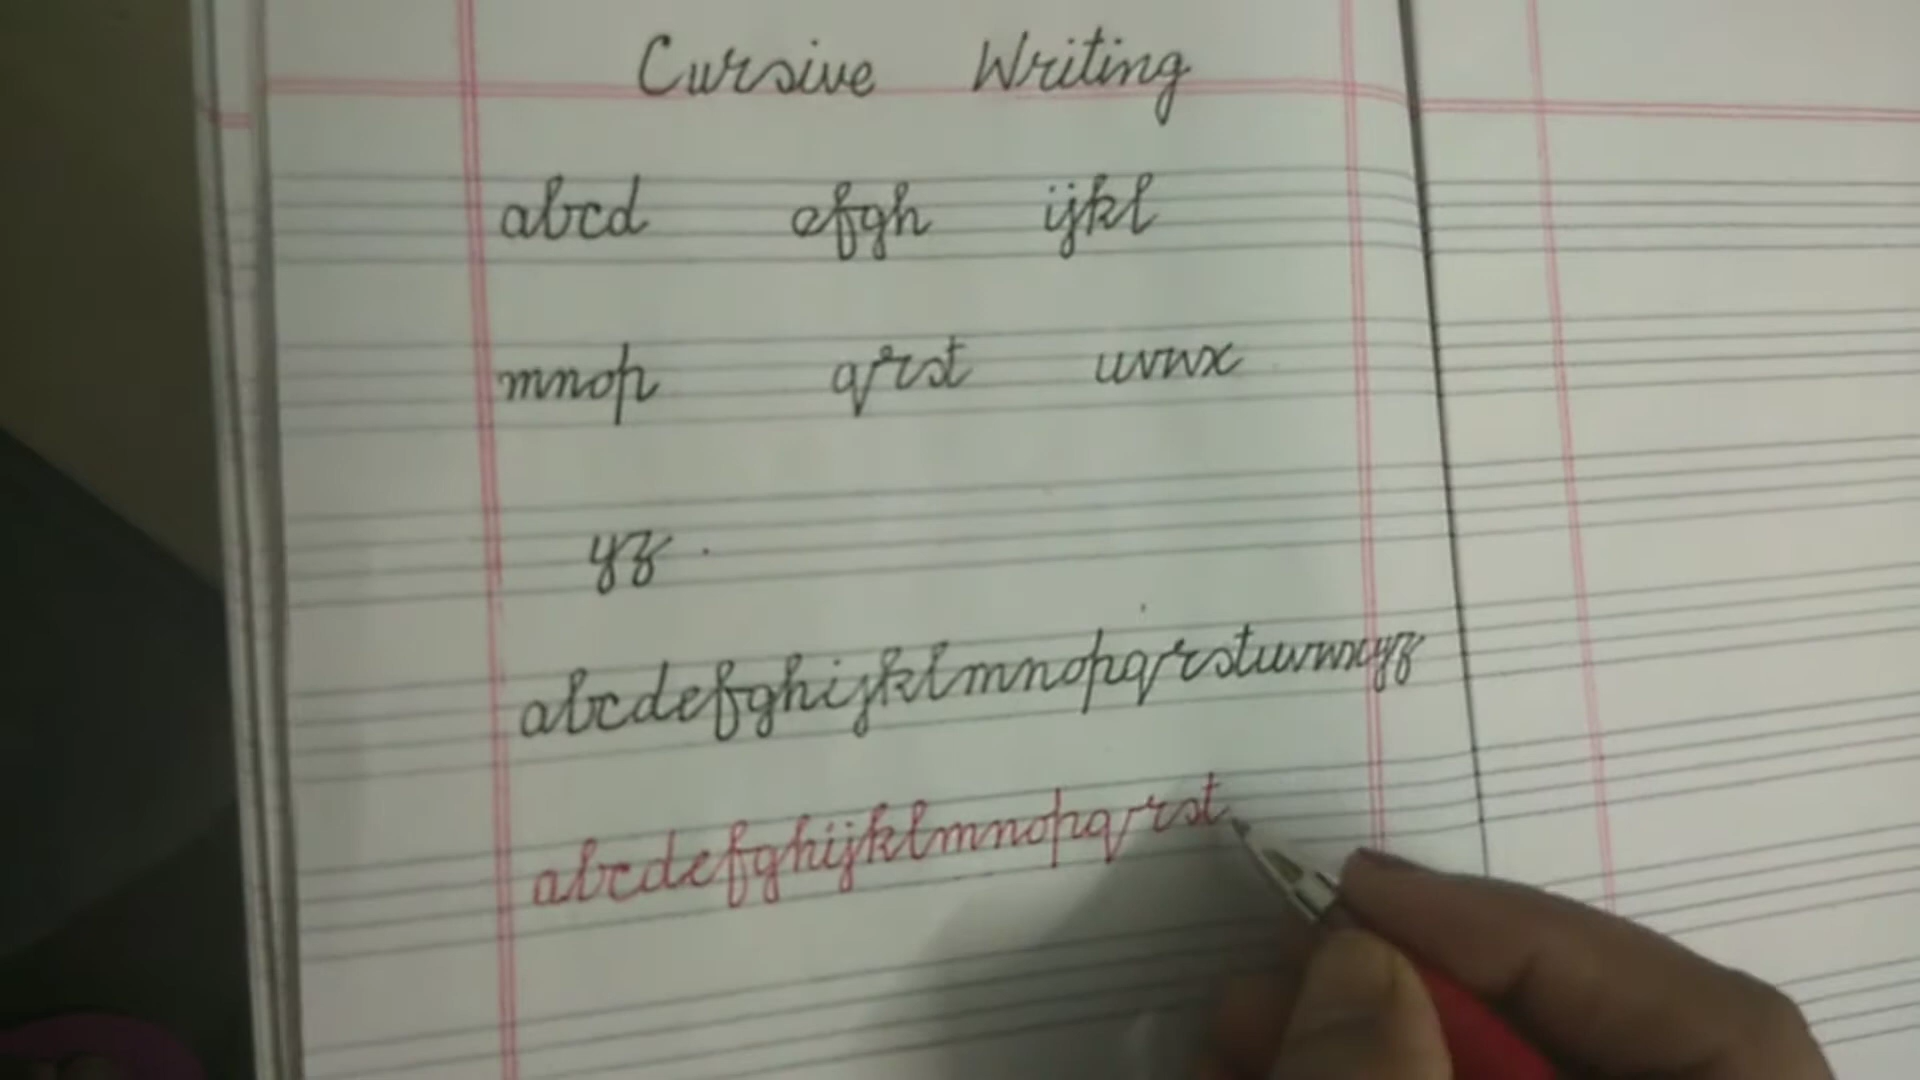 Cursive Writing
abcd efgh ijkl
mnop qrst uvwx
yz.
abcdefghijklmnopqrstuvwxyz
abcdefghijklmnopqrst